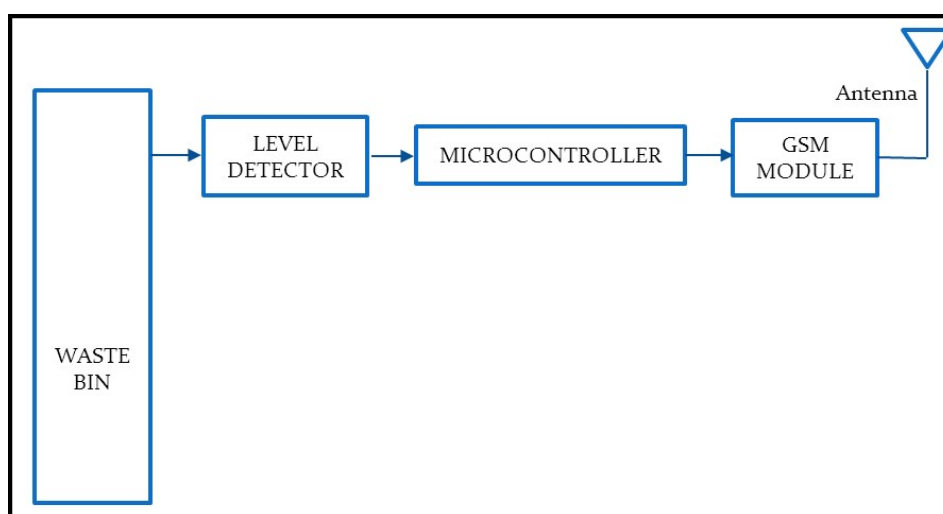 Antenna
LEVEL
DETECTOR
MICROCONTROLLER
GSM
MODULE
WASTE
BIN